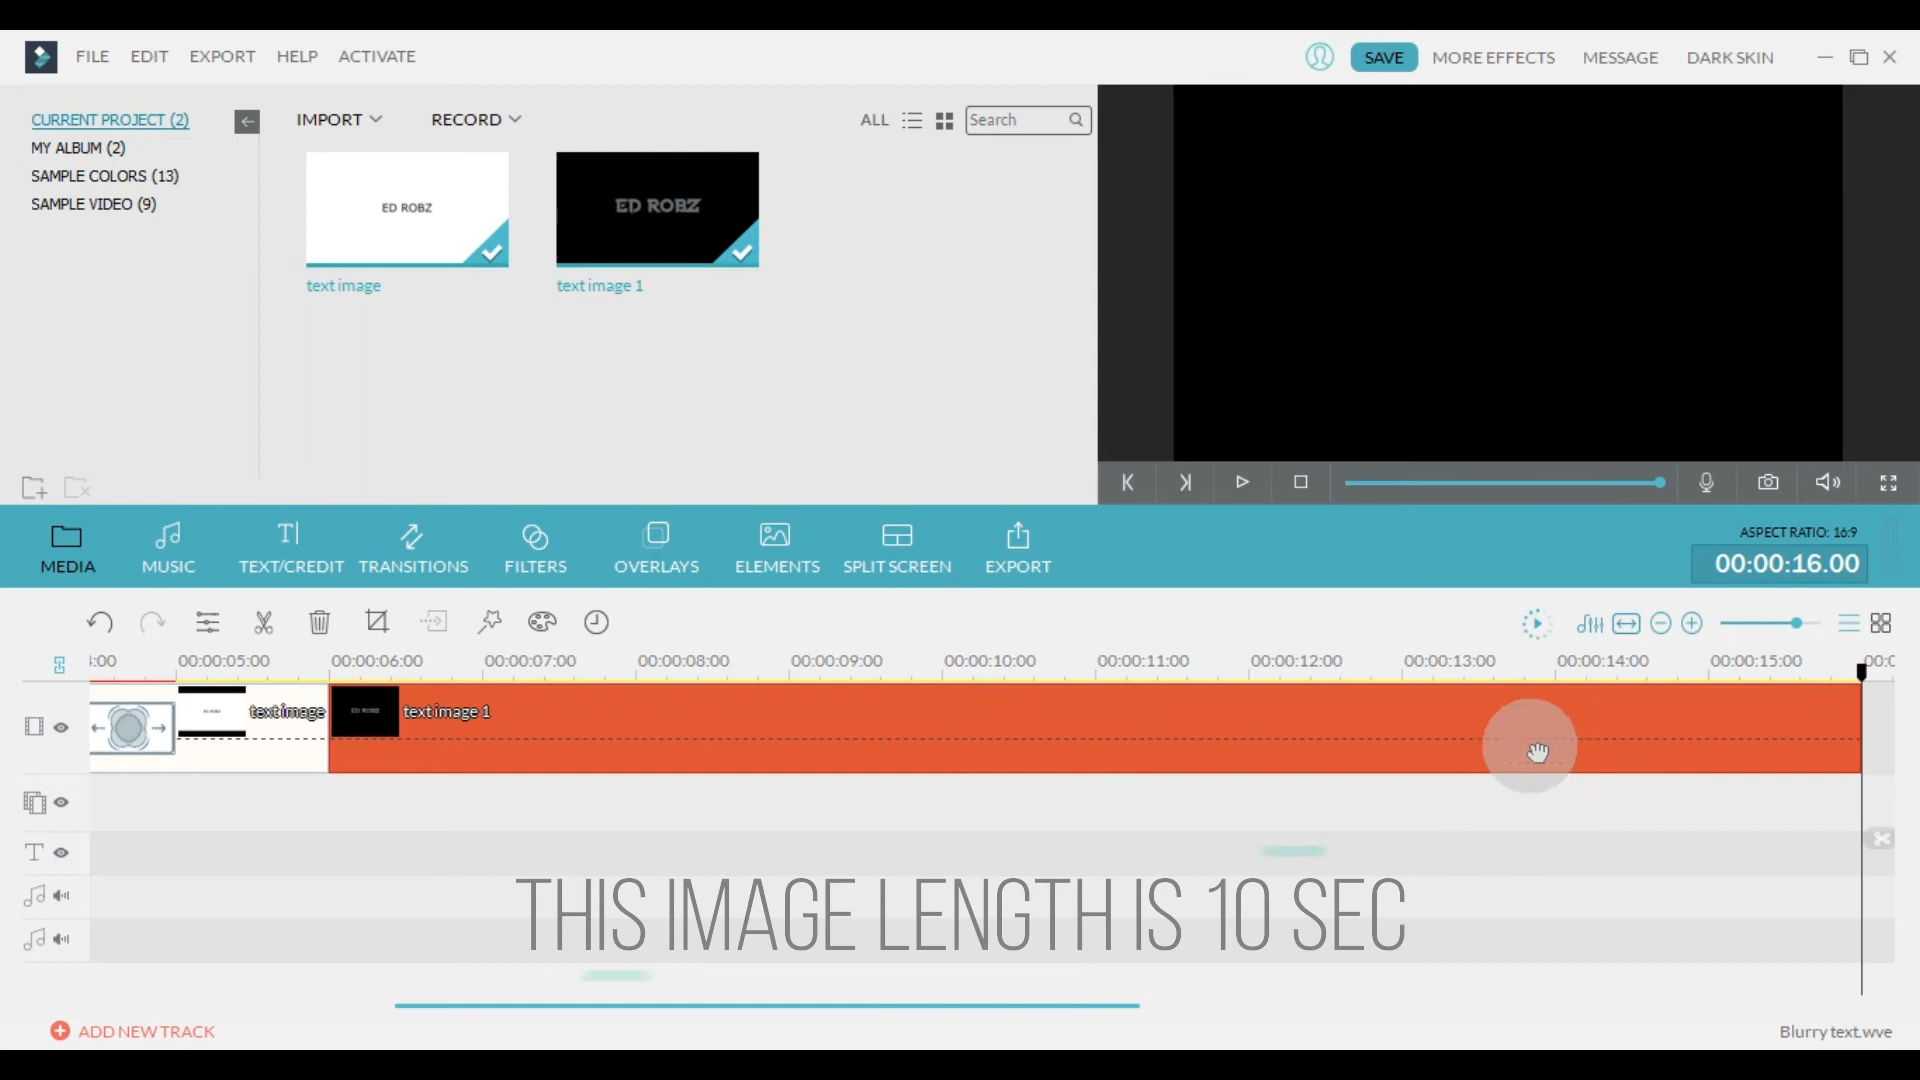 FILE EDIT EXPORT HELP ACTIVATE SAVE MORE EFFECTS MESSAGE DARK SKIN
CURRENT PROJECT (2)
MY ALBUM (2)
SAMPLE COLORS (13)
SAMPLE VIDEO (9)
IMPORT RECORD ALL Search
ED ROBZ
ED ROBZ
text image
text image 1
MEDIA MUSIC TEXT/CREDIT TRANSITIONS FILTERS OVERLAYS ELEMENTS SPLIT SCREEN EXPORT
ASPECT RATIO: 16:9
00:00:16.00
4:00 00:00:05:00 00:00:06:00 00:00:07:00 00:00:08:00 00:00:09:00 00:00:10:00 00:00:11:00 00:00:12:00 00:00:13:00 00:00:14:00 00:00:15:00 00:0
text image
ED ROBZ
text image 1
THIS IMAGE LENGTH IS 10 SEC
ADD NEW TRACK
Blurry text.wve